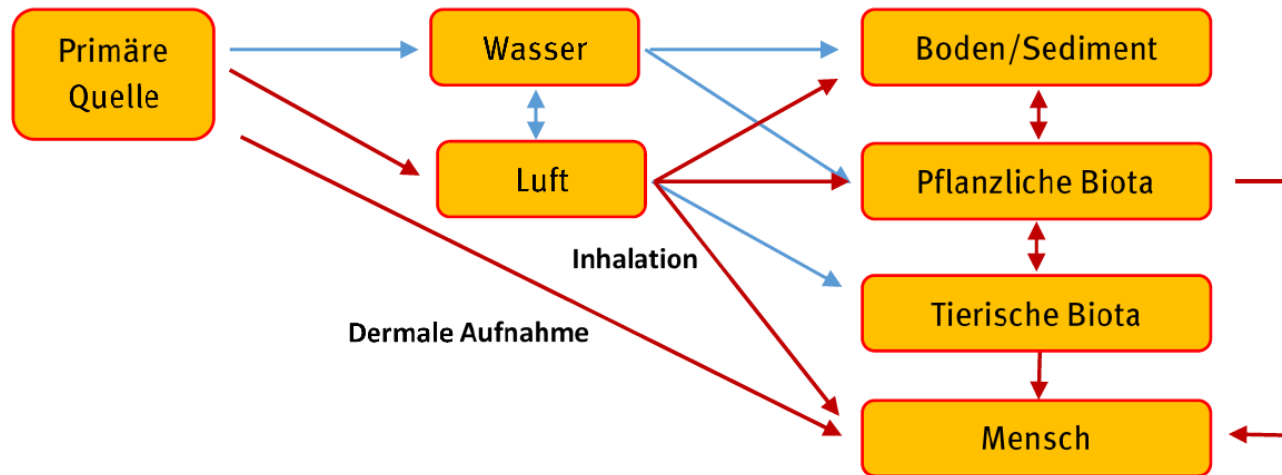 Primäre
Quelle
Wasser
Luft
Inhalation
Dermale Aufnahme
Boden/Sediment
Pflanzliche Biota
Tierische Biota
Mensch